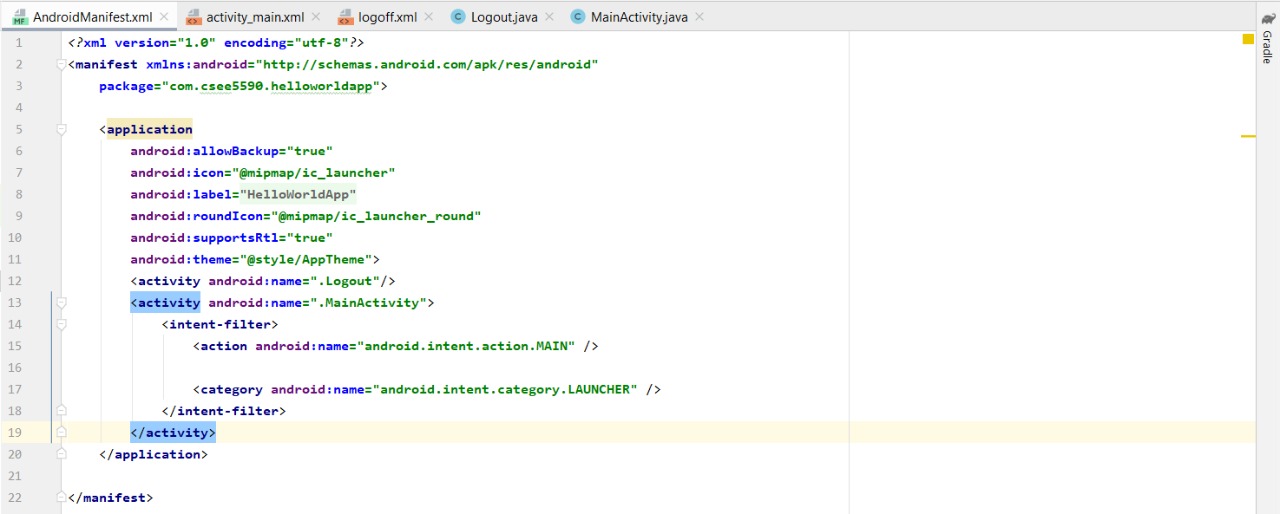 AndroidManifest.xml activity_main.xml logoff.xml Logout.java MainActivity.java
1 <?xml version="1.0" encoding="utf-8"?>
2 <manifest xmlns:android="http://schemas.android.com/apk/res/android"
3 package="com.csee5590.helloworldapp">
4
5 <application
6 android:allowBackup="true"
7 android:icon="@mipmap/ic_launcher"
8 android:label="HelloWorldApp"
9 android:roundIcon="@mipmap/ic_launcher_round"
10 android:supportsRtl="true"
11 android:theme="@style/AppTheme">
12 <activity android:name=".Logout"/>
13 <activity android:name=".MainActivity">
14 <intent-filter>
15 <action android:name="android.intent.action.MAIN" />
16
17 <category android:name="android.intent.category.LAUNCHER" />
18 </intent-filter>
19 </activity>
20 </application>
21
22 </manifest>
Gradle
MF